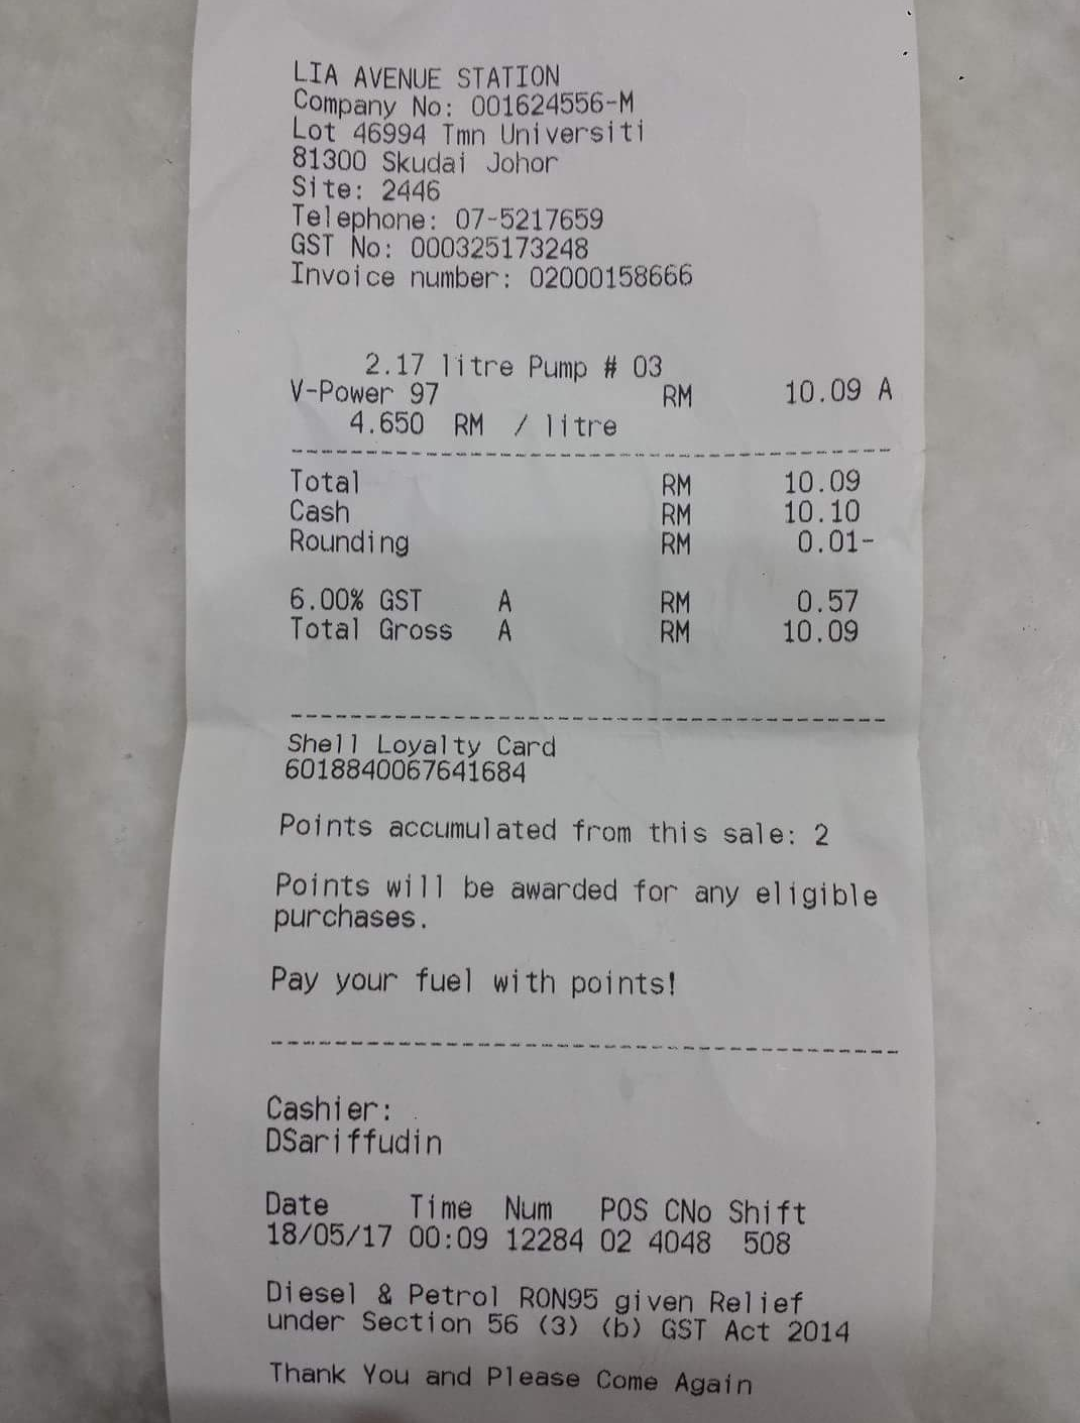 LIA AVENUE STATION
Company No: 001624556-M
Lot 46994 Tmn Universiti
81300 Skudai Johor
Site: 2446
Telephone: 07-5217659
GST No: 000325173248
Invoice number: 02000158666
2.17 litre Pump # 03
V-Power 97 RM 10.09 A
4.650 RM / litre
Total RM 10.09
Cash RM 10.10
Rounding RM 0.01-
6.00% GST A RM 0.57
Total Gross A RM 10.09
Shell Loyalty Card
6018840067641684
Points accumulated from this sale: 2
Points will be awarded for any eligible
purchases.
Pay your fuel with points!
Cashier:
DSariffudin
Date Time Num POS CNo Shift
18/05/17 00:09 12284 02 4048 508
Diesel & Petrol RON95 given Relief
under Section 56 (3) (b) GST Act 2014
Thank You and Please Come Again